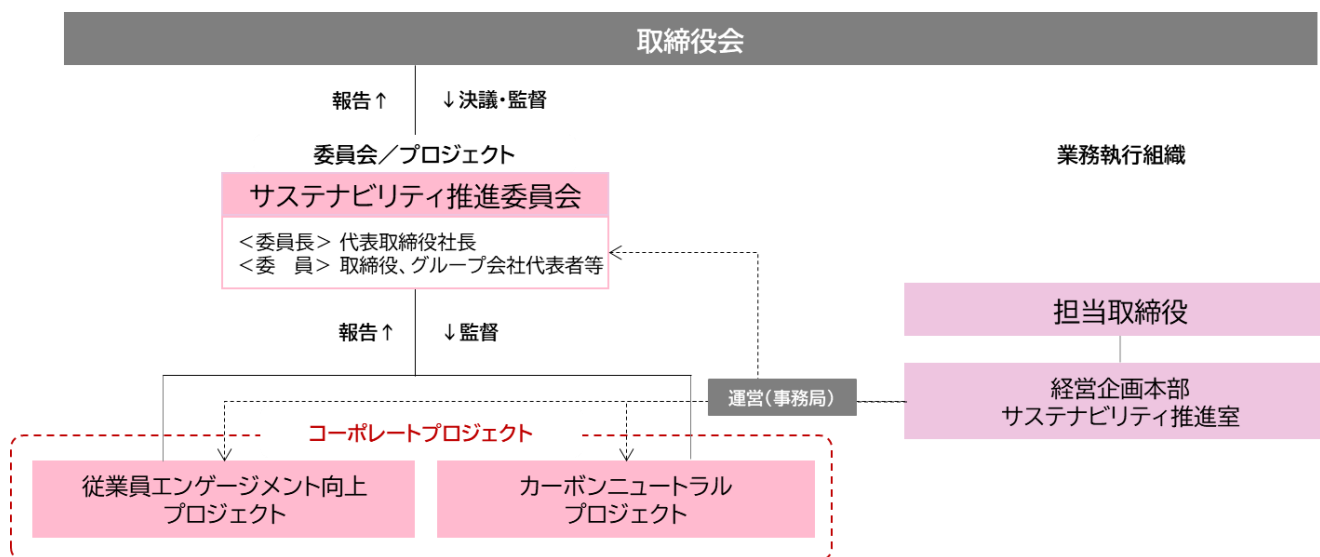 取締役会
報告↑
↓決議・監督
委員会／プロジェクト
業務執行組織
サステナビリティ推進委員会
＜委員長＞ 代表取締役社長
＜委　員＞ 取締役、グループ会社代表者等
担当取締役
報告↑
↓監督
運営（事務局）
経営企画本部
サステナビリティ推進室
コーポレートプロジェクト
従業員エンゲージメント向上
プロジェクト
カーボンニュートラル
プロジェクト